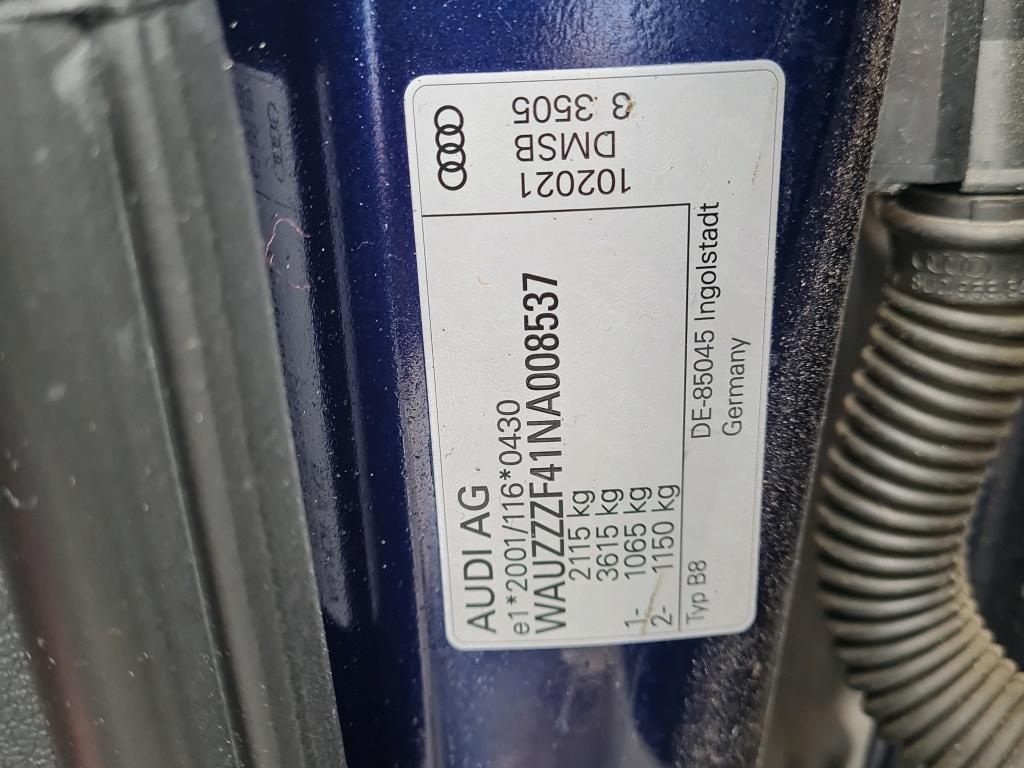 AUDI AG
e1*2001/116*0430
WAUZZZF41NA008537
2115 kg
3615 kg
1- 1065 kg
2- 1150 kg
Typ B8
DE-85045 Ingolstadt
Germany
102021
DMSB
3 3505